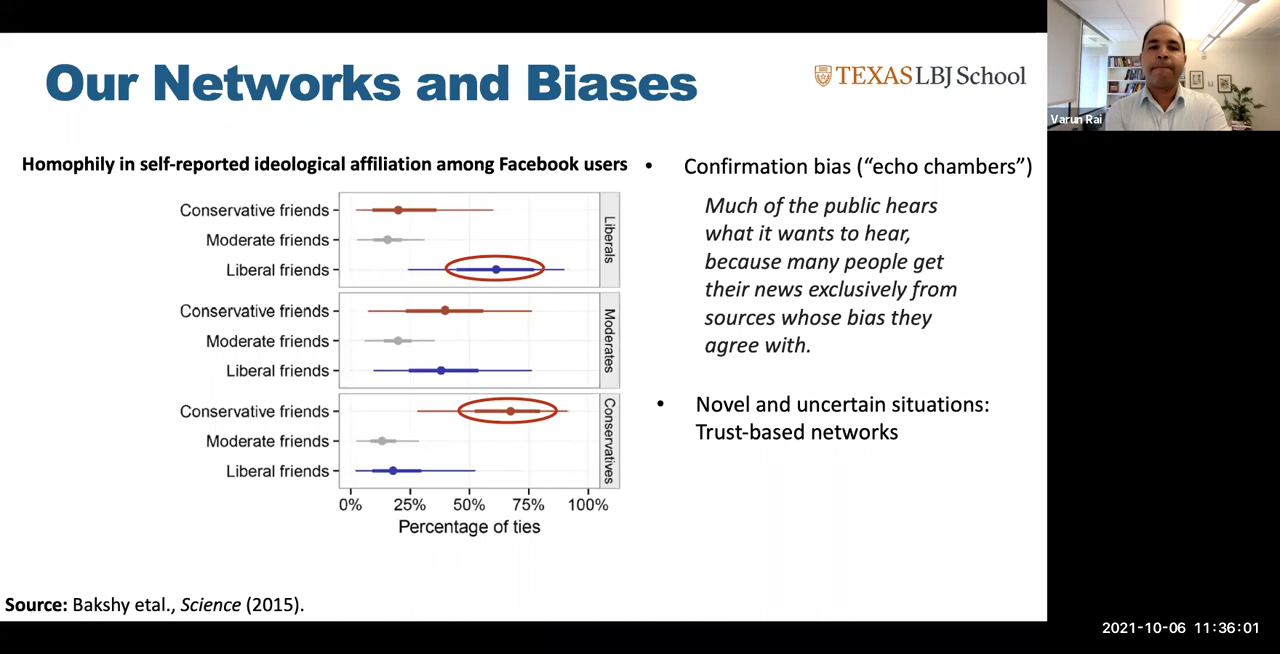 Our Networks and Biases
TEXAS LBJ School
Varun Rai
Homophily in self-reported ideological affiliation among Facebook users
Conservative friends
Moderate friends
Liberal friends
Liberals
Conservative friends
Moderate friends
Liberal friends
Moderates
Conservative friends
Moderate friends
Liberal friends
Conservatives
0% 25% 50% 75% 100%
Percentage of ties
• Confirmation bias (“echo chambers”)
Much of the public hears
what it wants to hear,
because many people get
their news exclusively from
sources whose bias they
agree with.
• Novel and uncertain situations:
Trust-based networks
Source: Bakshy etal., Science (2015).
2021-10-06 11:36:01